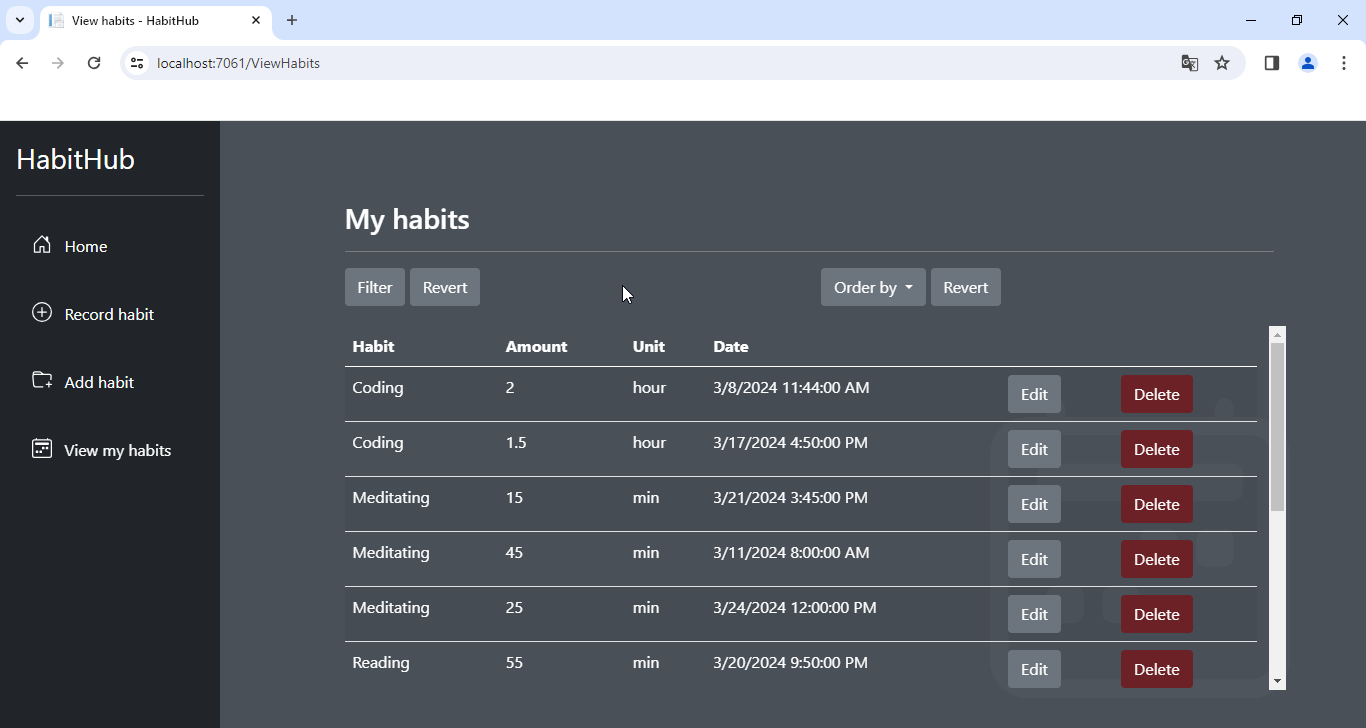 View habits - HabitHub
localhost:7061/ViewHabits
HabitHub
Home
Record habit
Add habit
View my habits
My habits
Filter Revert Order by Revert
Habit Amount Unit Date
Coding 2 hour 3/8/2024 11:44:00 AM Edit Delete
Coding 1.5 hour 3/17/2024 4:50:00 PM Edit Delete
Meditating 15 min 3/21/2024 3:45:00 PM Edit Delete
Meditating 45 min 3/11/2024 8:00:00 AM Edit Delete
Meditating 25 min 3/24/2024 12:00:00 PM Edit Delete
Reading 55 min 3/20/2024 9:50:00 PM Edit Delete